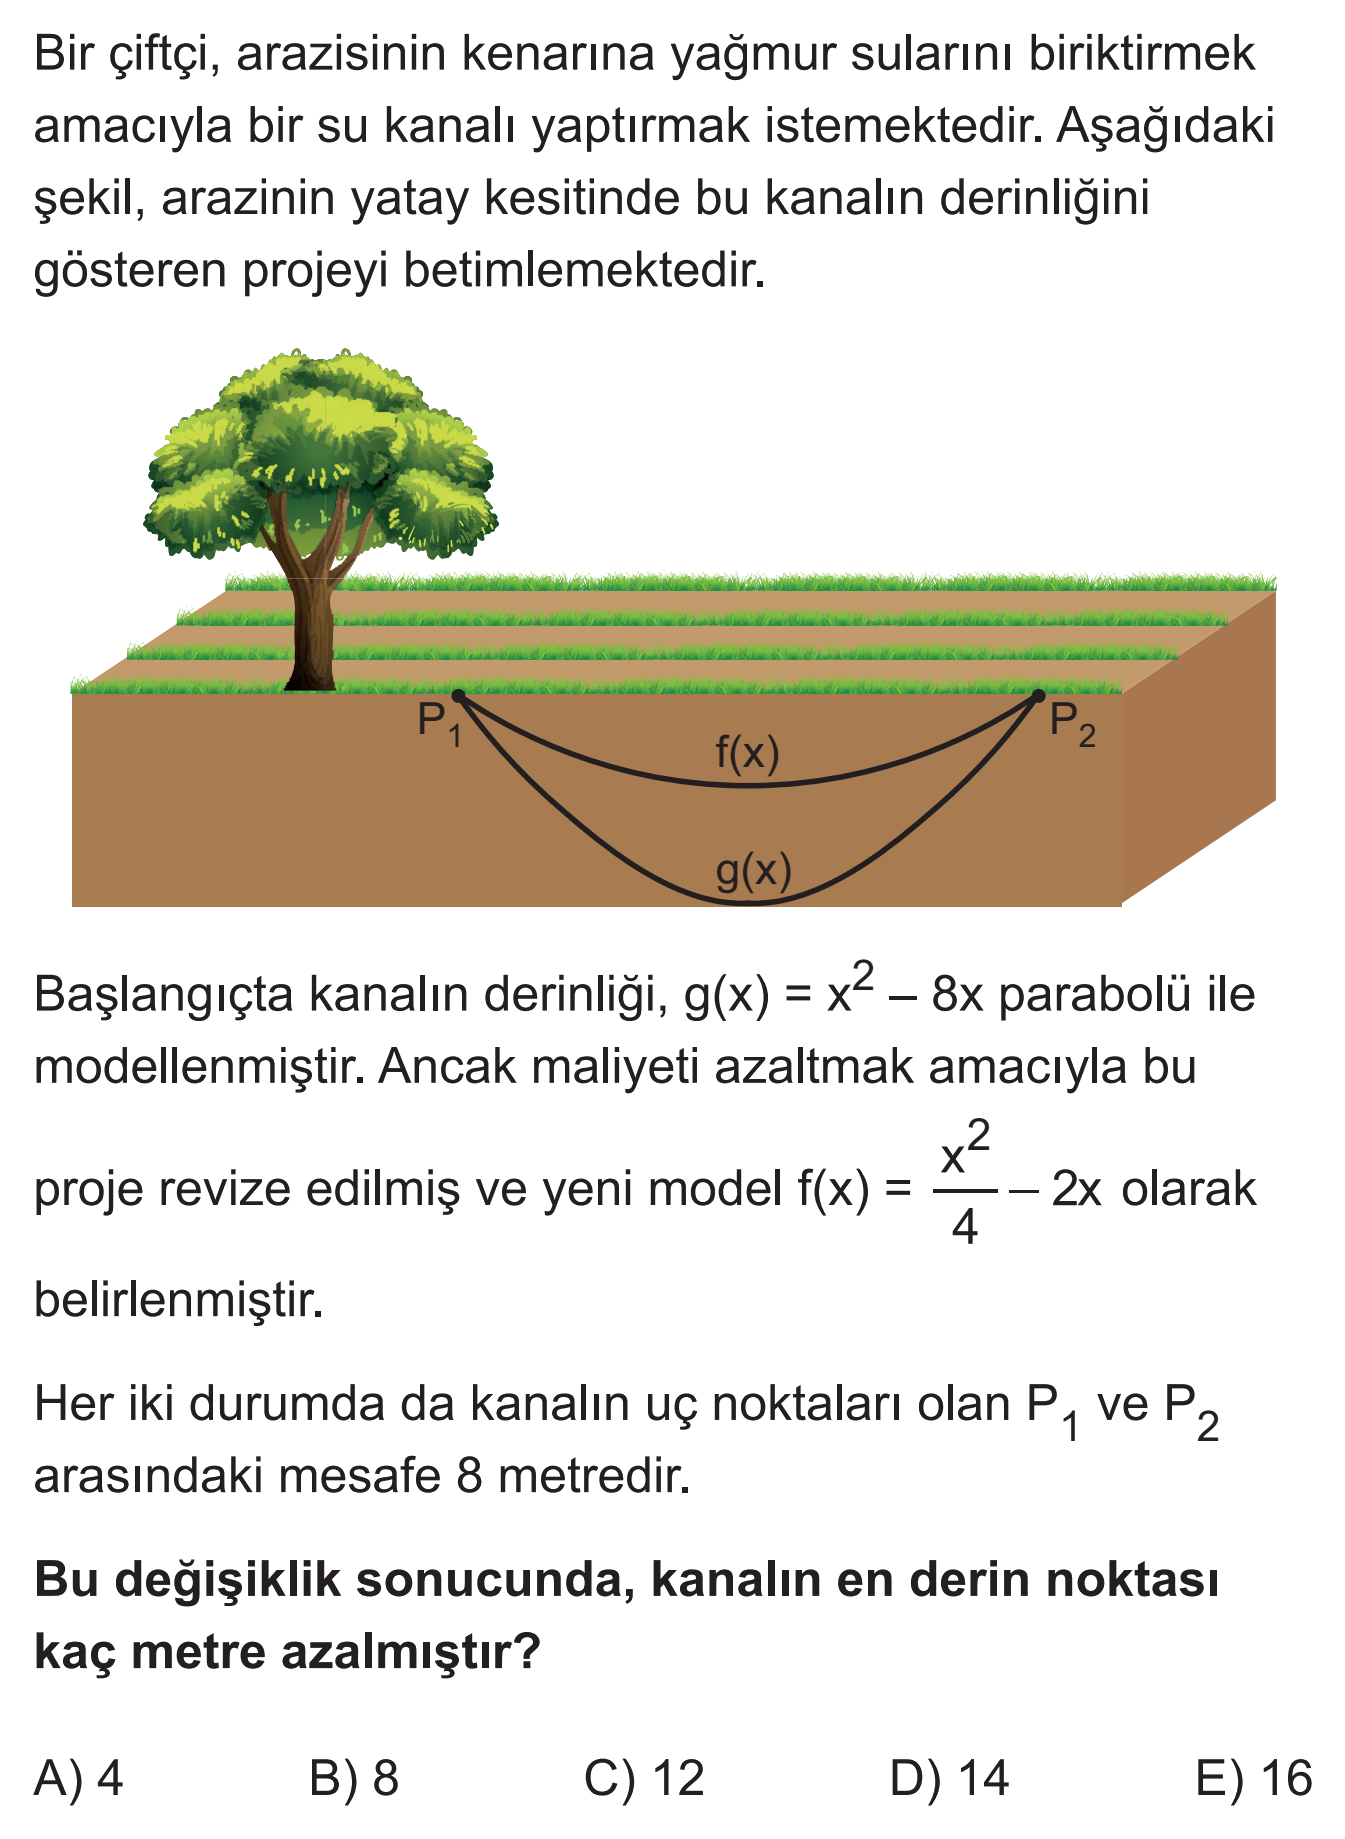 Bir çiftçi, arazisinin kenarına yağmur sularını biriktirmek
amacıyla bir su kanalı yaptırmak istemektedir. Aşağıdaki
şekil, arazinin yatay kesitinde bu kanalın derinliğini
gösteren projeyi betimlemektedir.
P₁
P₂
f(x)
g(x)
Başlangıçta kanalın derinliği, g(x) = x² – 8x parabolü ile
modellenmiştir. Ancak maliyeti azaltmak amacıyla bu
proje revize edilmiş ve yeni model f(x) = x²/4 – 2x olarak
belirlenmiştir.
Her iki durumda da kanalın uç noktaları olan P₁ ve P₂
arasındaki mesafe 8 metredir.
Bu değişiklik sonucunda, kanalın en derin noktası
kaç metre azalmıştır?
A) 4 B) 8 C) 12 D) 14 E) 16